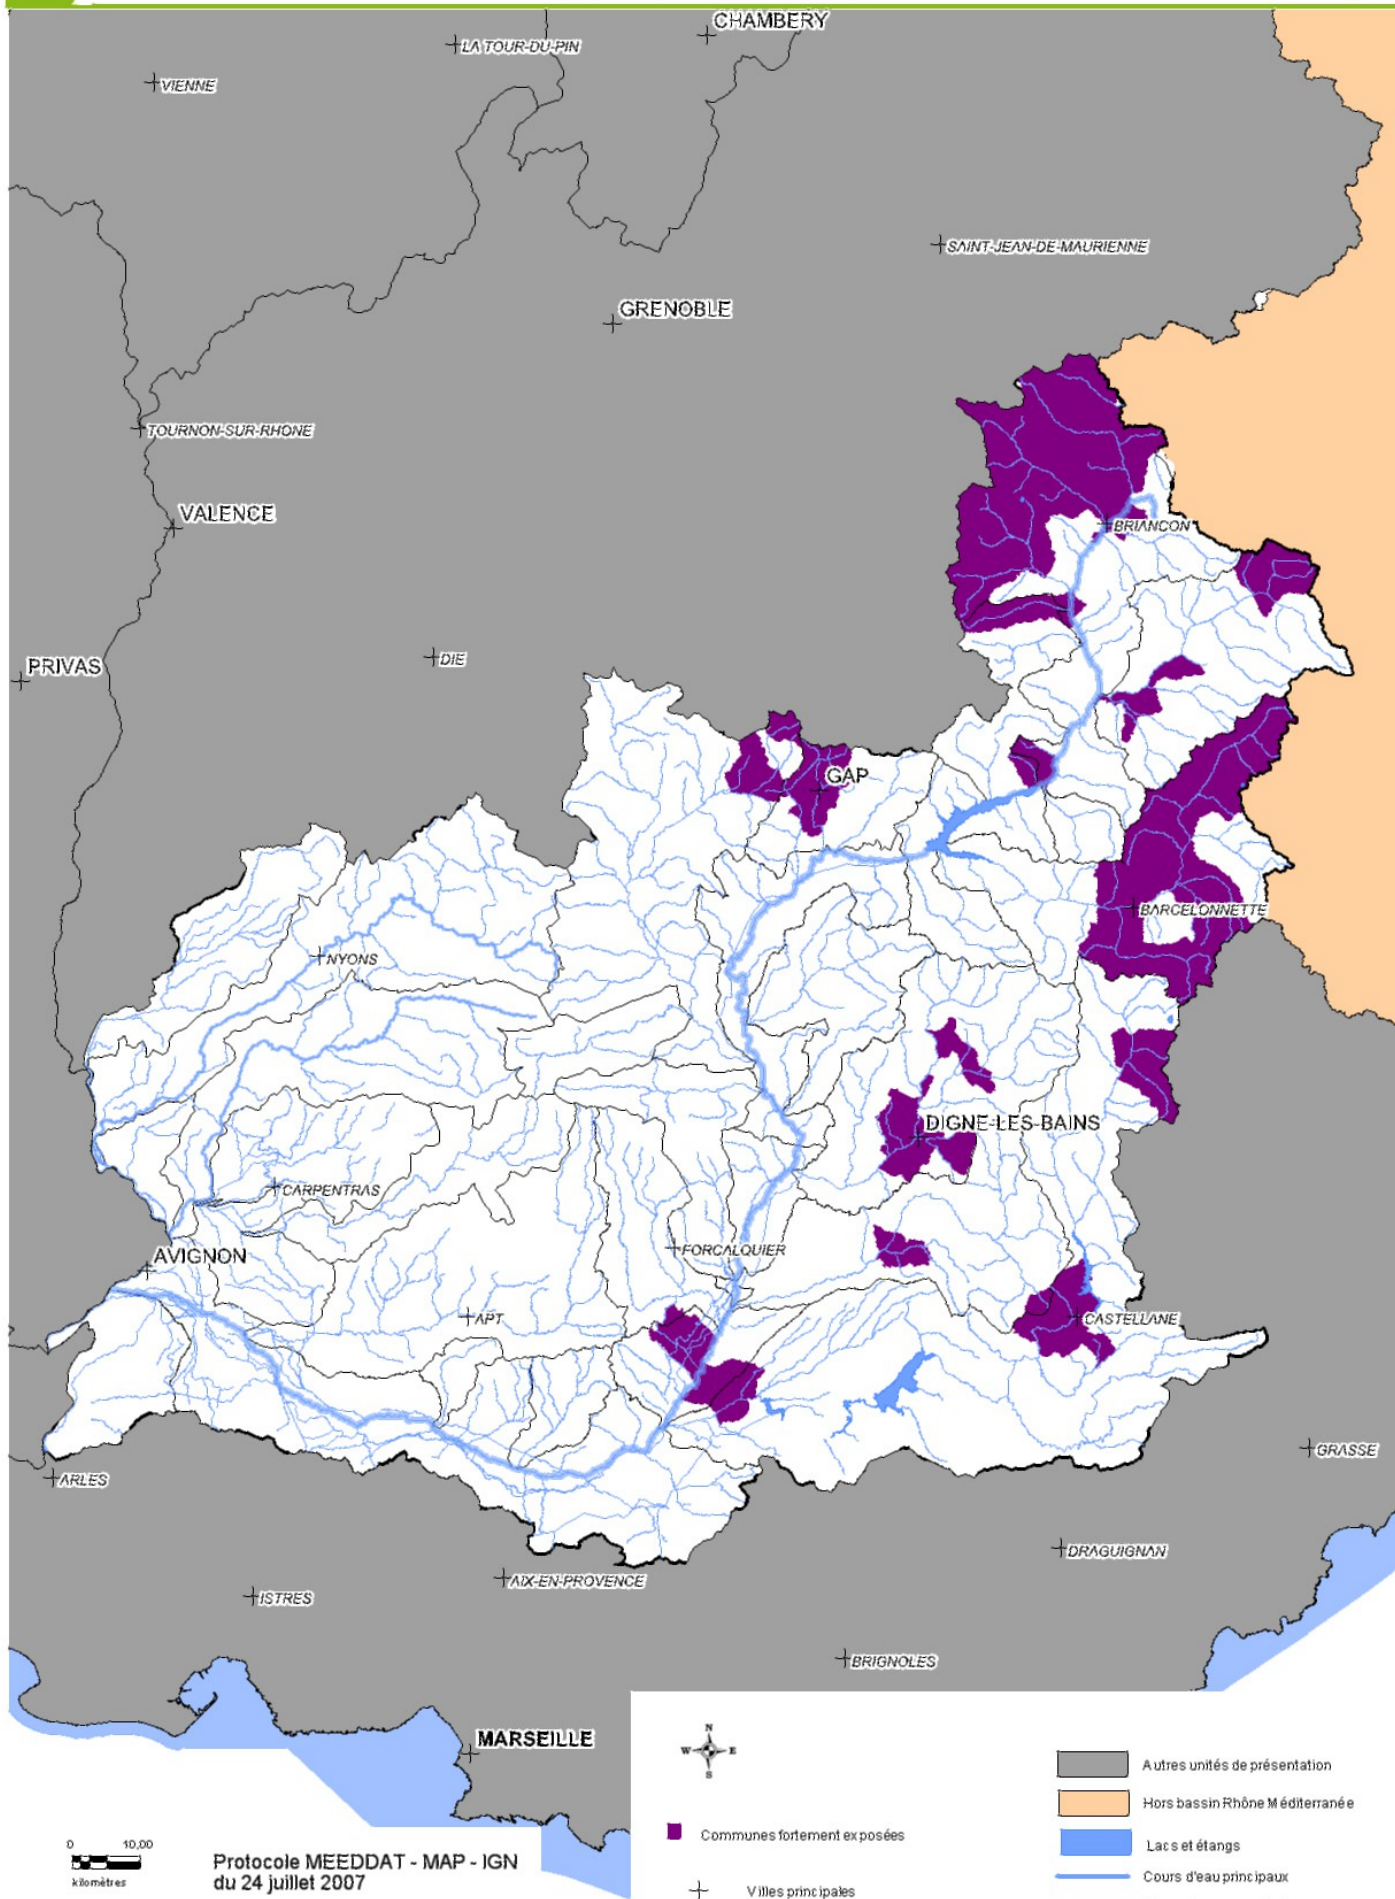 CHAMBERY
LA TOUR-DU-PIN
VIENNE
SAINT-JEAN-DE-MAURIENNE
GRENOBLE
TOURNON-SUR-RHONE
VALENCE
BRIANCON
DIE
PRIVAS
GAP
BARCELONNETTE
NYONS
DIGNE-LES-BAINS
CARPENTRAS
FORCALQUIER
AVIGNON
APT
CASTELLANE
GRASSE
ARLES
DRAGUIGNAN
AIX-EN-PROVENCE
ISTRES
BRIGNOLES
MARSEILLE
N
W E
S
Autres unités de présentation
Hors bassin Rhône Méditerranée
Communes fortement exposées
Lacs et étangs
Cours d'eau principaux
Villes principales
0 10,00
kilomètres
Protocole MEEDDAT - MAP - IGN
du 24 juillet 2007